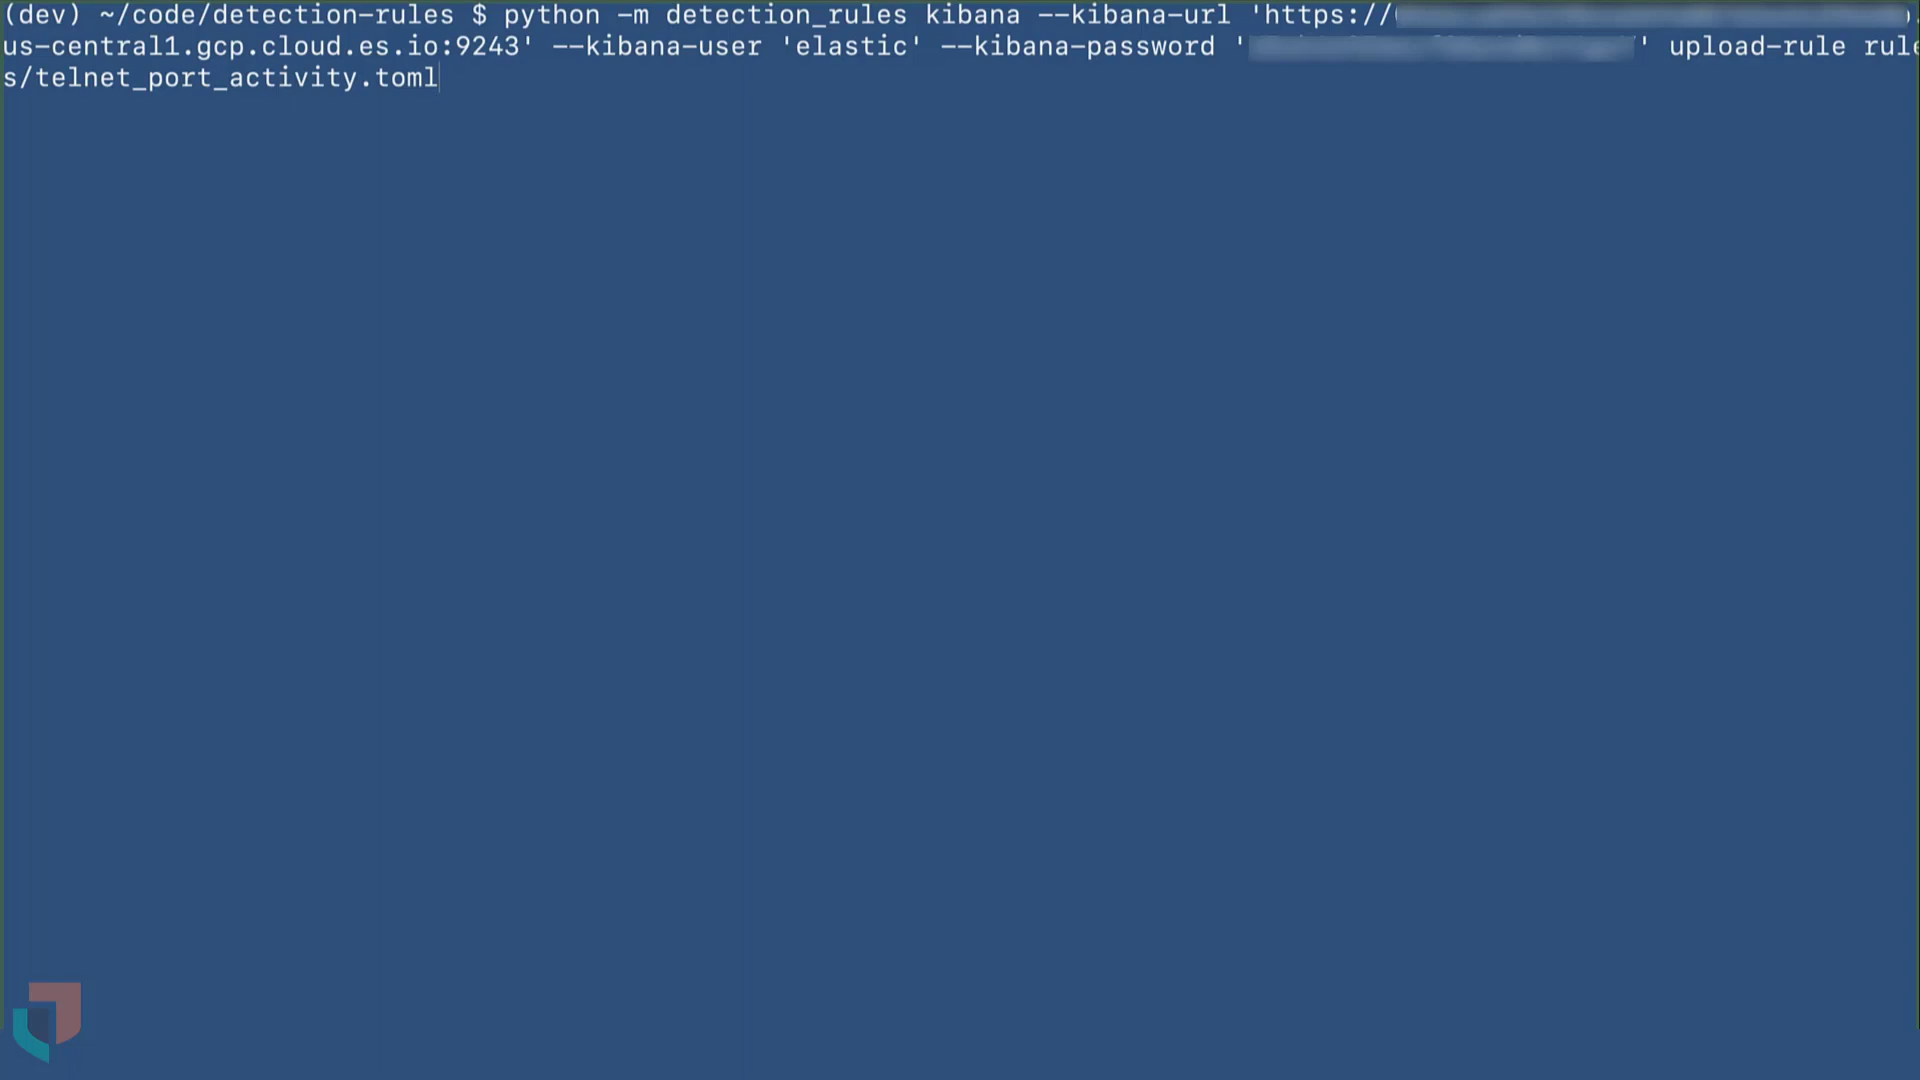 (dev) ~/code/detection-rules $ python -m detection_rules kibana --kibana-url 'https://
us-central1.gcp.cloud.es.io:9243' --kibana-user 'elastic' --kibana-password '' upload-rule rule
s/telnet_port_activity.toml